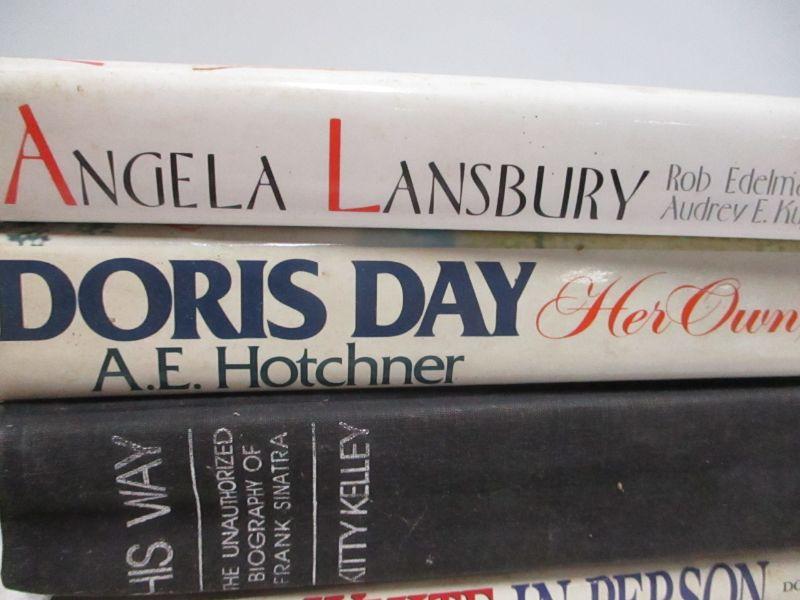 ANGELA LANSBURY
Rob
Audrey E.
DORIS DAY Her Own
A.E. Hotchner
HIS WAY
THE UNAUTHORIZED
BIOGRAPHY OF
FRANK SINATRA
KITTY KELLEY
IN PERSON